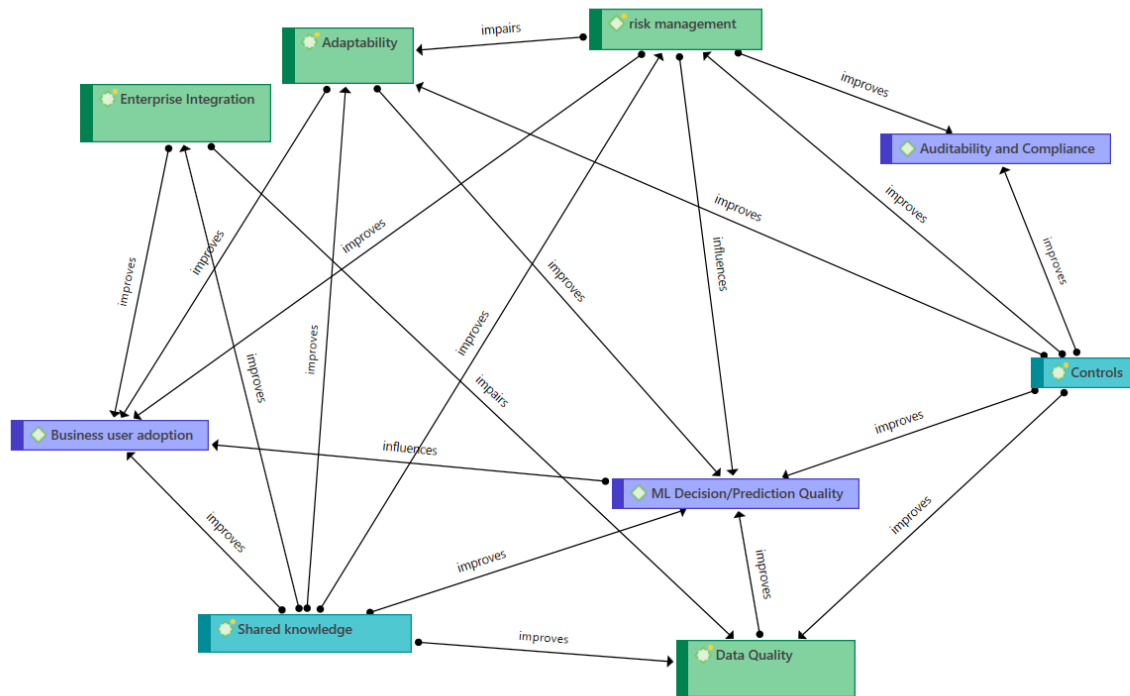 risk management
impairs
Adaptability
improves
Enterprise Integration
Auditability and Compliance
improves
improves
improves
improves
influences
improves
improves
improves
improves
Controls
improves
improves
improves
impairs
improves
Business user adoption
influences
ML Decision/Prediction Quality
improves
improves
improves
improves
Shared knowledge
improves
Data Quality